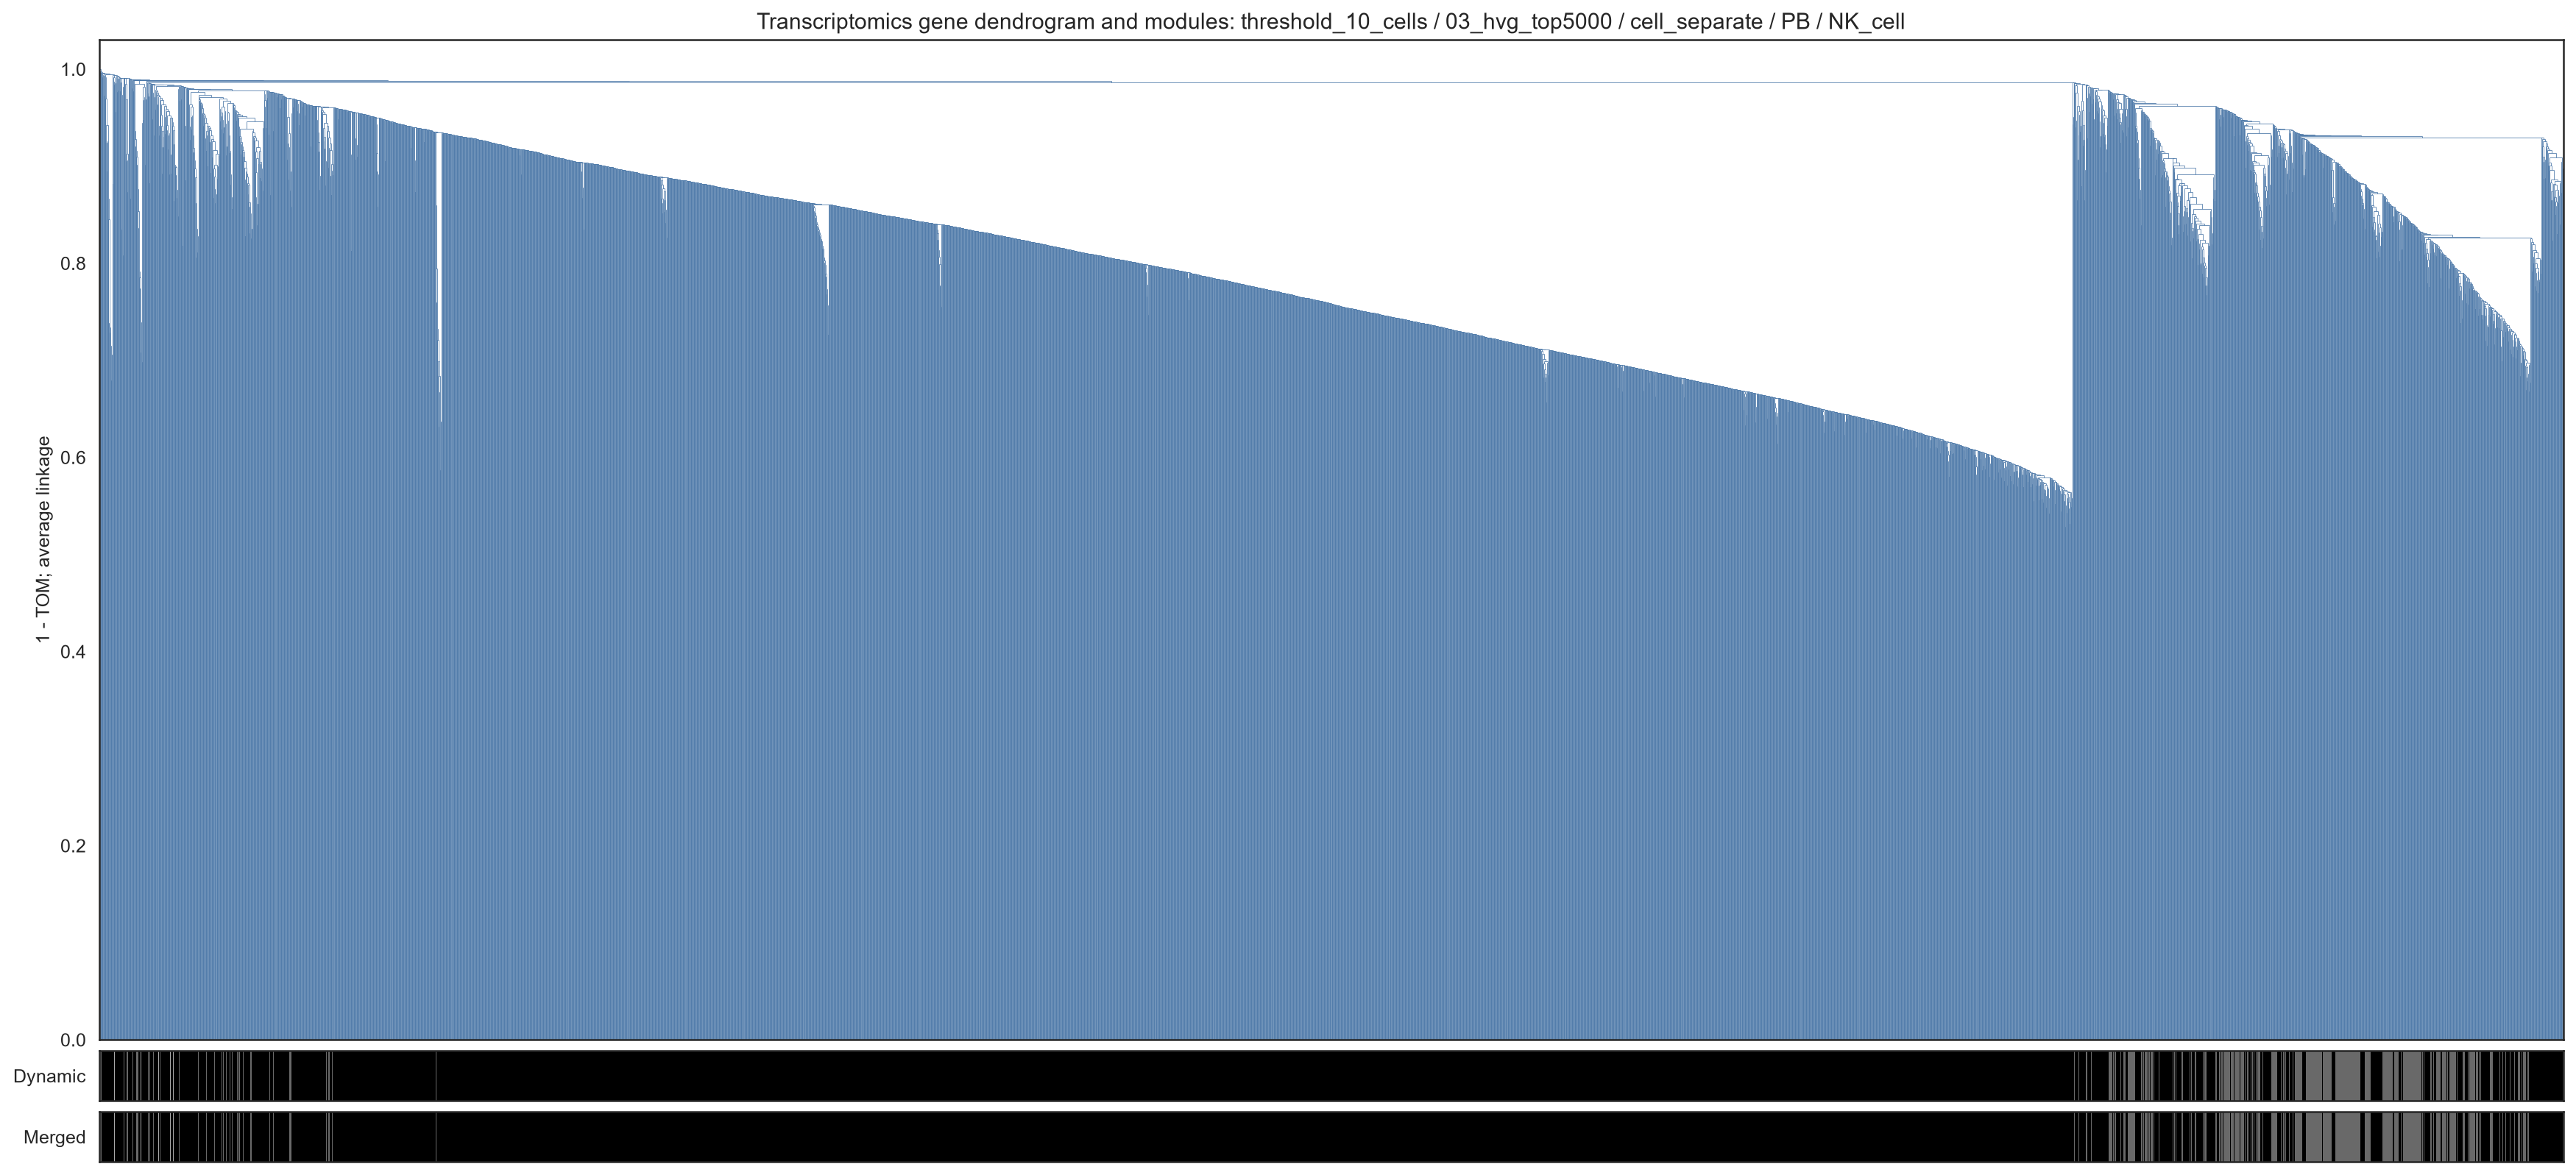 Transcriptomics gene dendrogram and modules: threshold_10_cells / 03_hvg_top5000 / cell_separate / PB / NK_cell
1.0
0.8
0.6
0.4
0.2
0.0
1 - TOM; average linkage
Dynamic
Merged